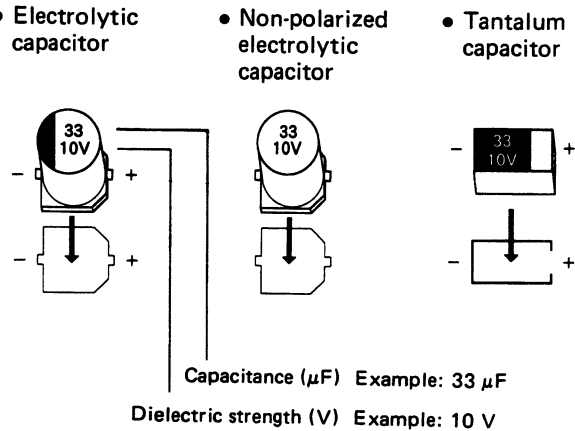 • Electrolytic
capacitor
• Non-polarized
electrolytic
capacitor
• Tantalum
capacitor
33
10V
- +
33
10V
33
10V
- +
- +
- +
Capacitance (μF) Example: 33 μF
Dielectric strength (V) Example: 10 V